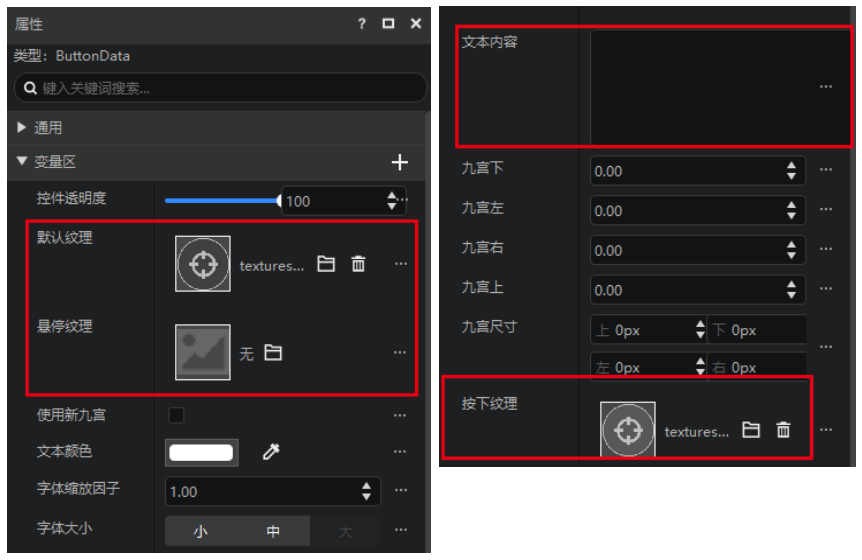 属性
类型: ButtonData
键入关键词搜索...
通用
变量区
控件透明度 100
默认纹理 textures...
悬停纹理 无
使用新九宫
文本颜色
字体缩放因子 1.00
字体大小 小 中 大
文本内容
九宫下 0.00
九宫左 0.00
九宫右 0.00
九宫上 0.00
九宫尺寸 上 0px 下 0px
左 0px 右 0px
按下纹理 textures...